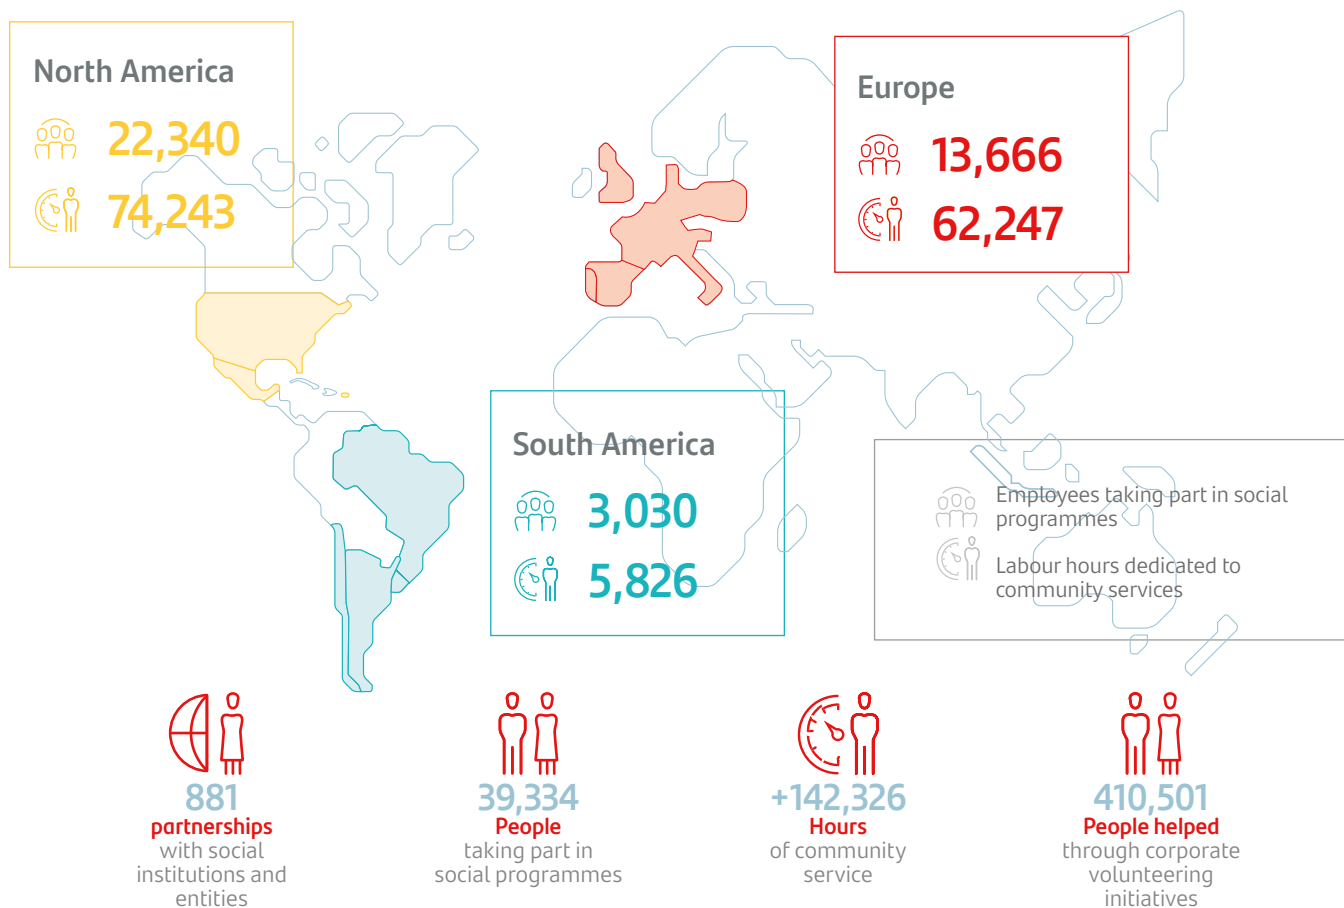 North America
22,340
74,243
Europe
13,666
62,247
South America
3,030
5,826
Employees taking part in social
programmes
Labour hours dedicated to
community services
881
partnerships
with social
institutions and
entities
39,334
People
taking part in
social programmes
+142,326
Hours
of community
service
410,501
People helped
through corporate
volunteering
initiatives